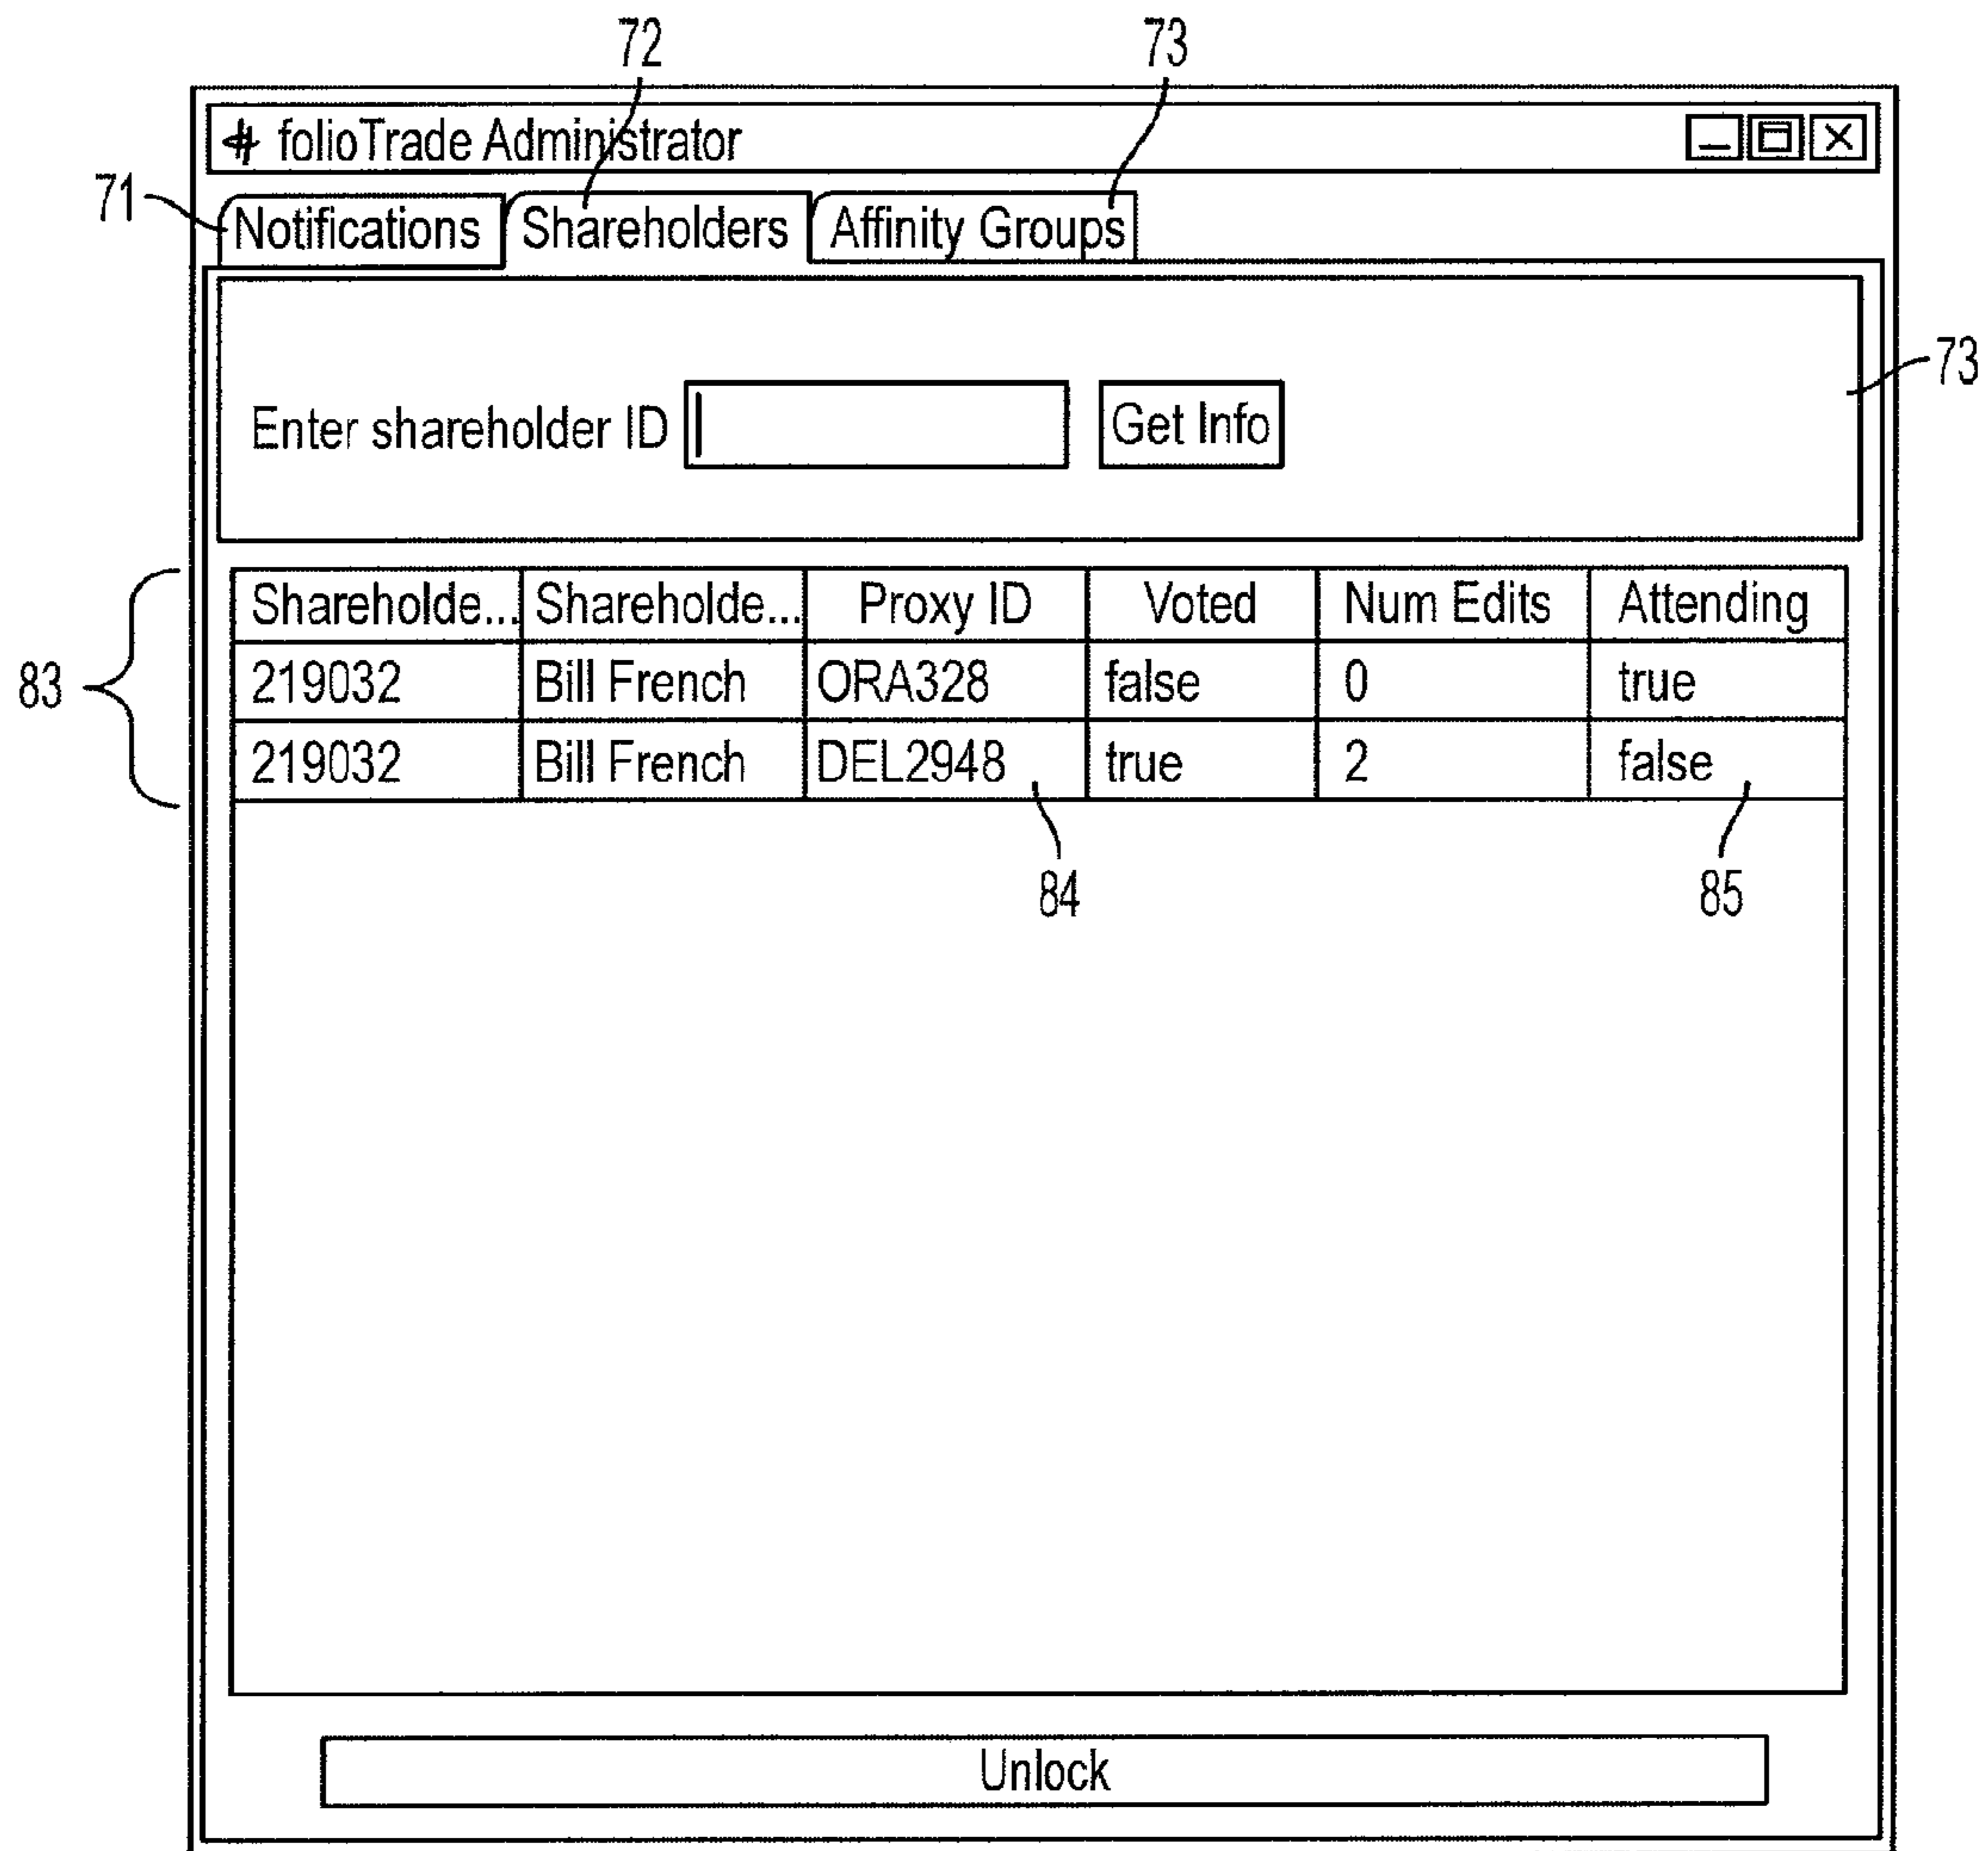 72 73
folioTrade Administrator
71
Notifications Shareholders Affinity Groups
73
Enter shareholder ID Get Info
Shareholde... Shareholde... Proxy ID Voted Num Edits Attending
83
219032 Bill French ORA328 false 0 true
219032 Bill French DEL2948 true 2 false
84 85
Unlock